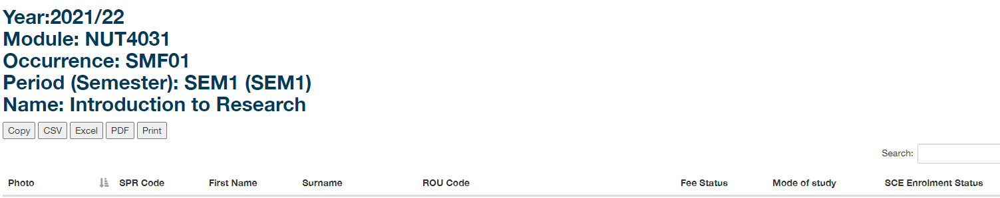 Year:2021/22
Module: NUT4031
Occurrence: SMF01
Period (Semester): SEM1 (SEM1)
Name: Introduction to Research
Copy CSV Excel PDF Print
Search:
Photo SPR Code First Name Surname ROU Code Fee Status Mode of study SCE Enrolment Status